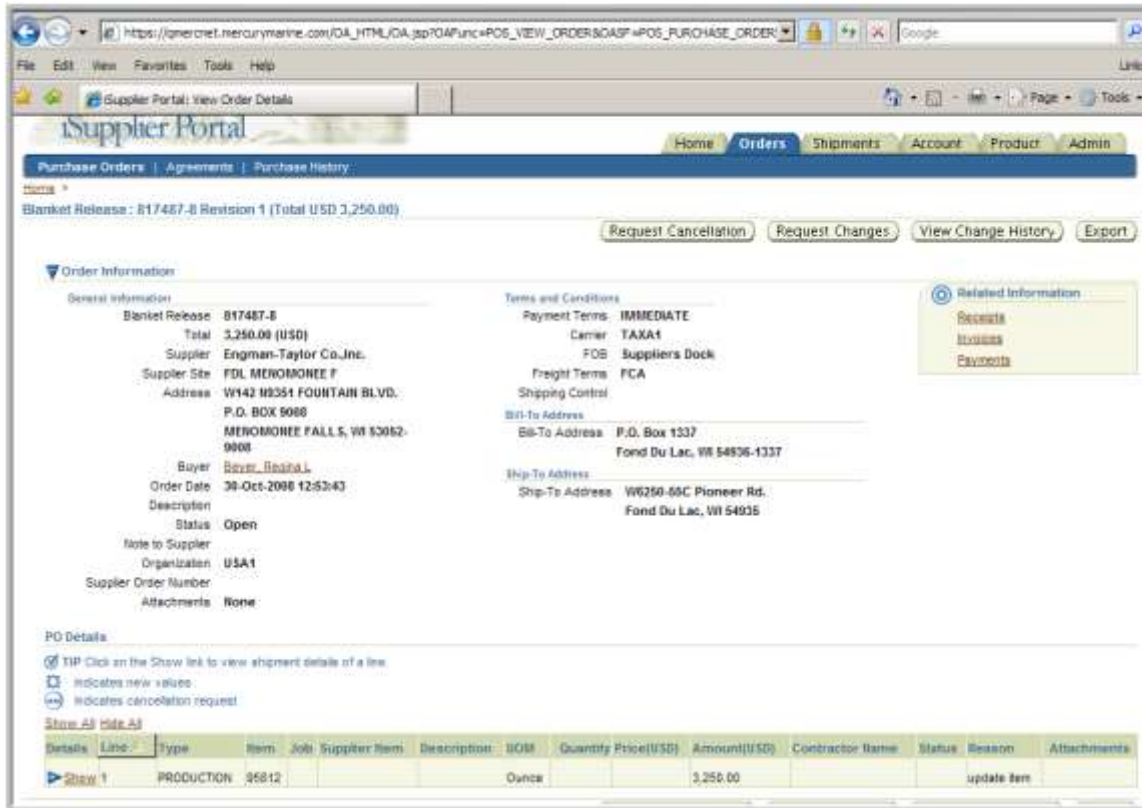 https://qmercnet.mercurymarine.com/OA_HTML/OA.jsp?OAFunc=POS_VIEW_ORDER&OASF=POS_PURCHASE_ORDER
Google
File Edit View Favorites Tools Help
iSupplier Portal: View Order Details
Page Tools
iSupplier Portal
Home Orders Shipments Account Product Admin
Purchase Orders | Agreements | Purchase History
Home >
Blanket Release : 817487-8 Revision 1 (Total USD 3,250.00)
Request Cancellation Request Changes View Change History Export
Order Information
General Information
Blanket Release 817487-8
Total 3,250.00 (USD)
Supplier Engman-Taylor Co.,Inc.
Supplier Site FDL MENOMONEE F
Address W142 N9351 FOUNTAIN BLVD.
P.O. BOX 9008
MENOMONEE FALLS, WI 53052-
9008
Buyer Beyer, Regina L
Order Date 30-Oct-2008 12:53:43
Description
Status Open
Note to Supplier
Organization USA1
Supplier Order Number
Attachments None
Terms and Conditions
Payment Terms IMMEDIATE
Carrier TAXA1
FOB Suppliers Dock
Freight Terms FCA
Shipping Control
Bill-To Address
Bill-To Address P.O. Box 1337
Fond Du Lac, WI 54936-1337
Ship-To Address
Ship-To Address W6250-55C Pioneer Rd.
Fond Du Lac, WI 54935
Related Information
Receipts
Invoices
Payments
PO Details
TIP Click on the Show link to view shipment details of a line.
Indicates new values
Indicates cancellation request
Show All Hide All
Details Line Type Item Job Supplier Item Description UOM Quantity Price(USD) Amount(USD) Contractor Name Status Reason Attachments
Show 1 PRODUCTION 95812 Ounce 3,250.00 update item